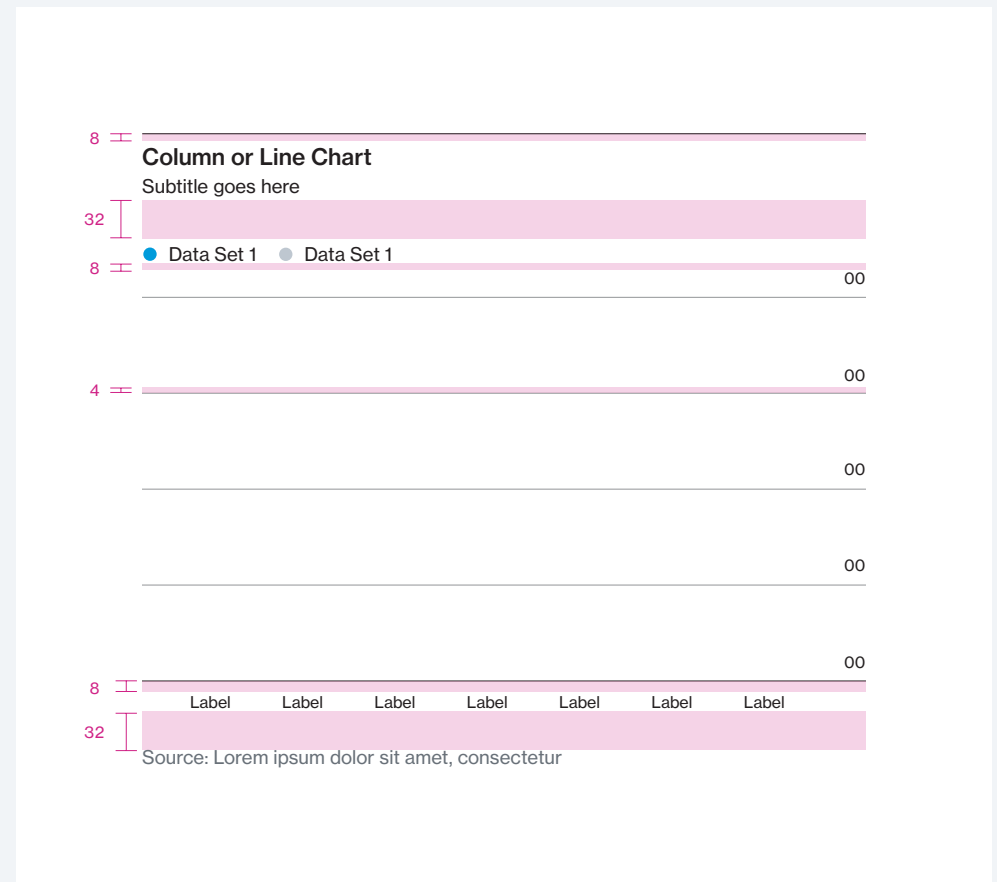 8
Column or Line Chart
Subtitle goes here
32
Data Set 1 Data Set 1
8
00
00
4
00
00
00
8
Label Label Label Label Label Label Label
32
Source: Lorem ipsum dolor sit amet, consectetur